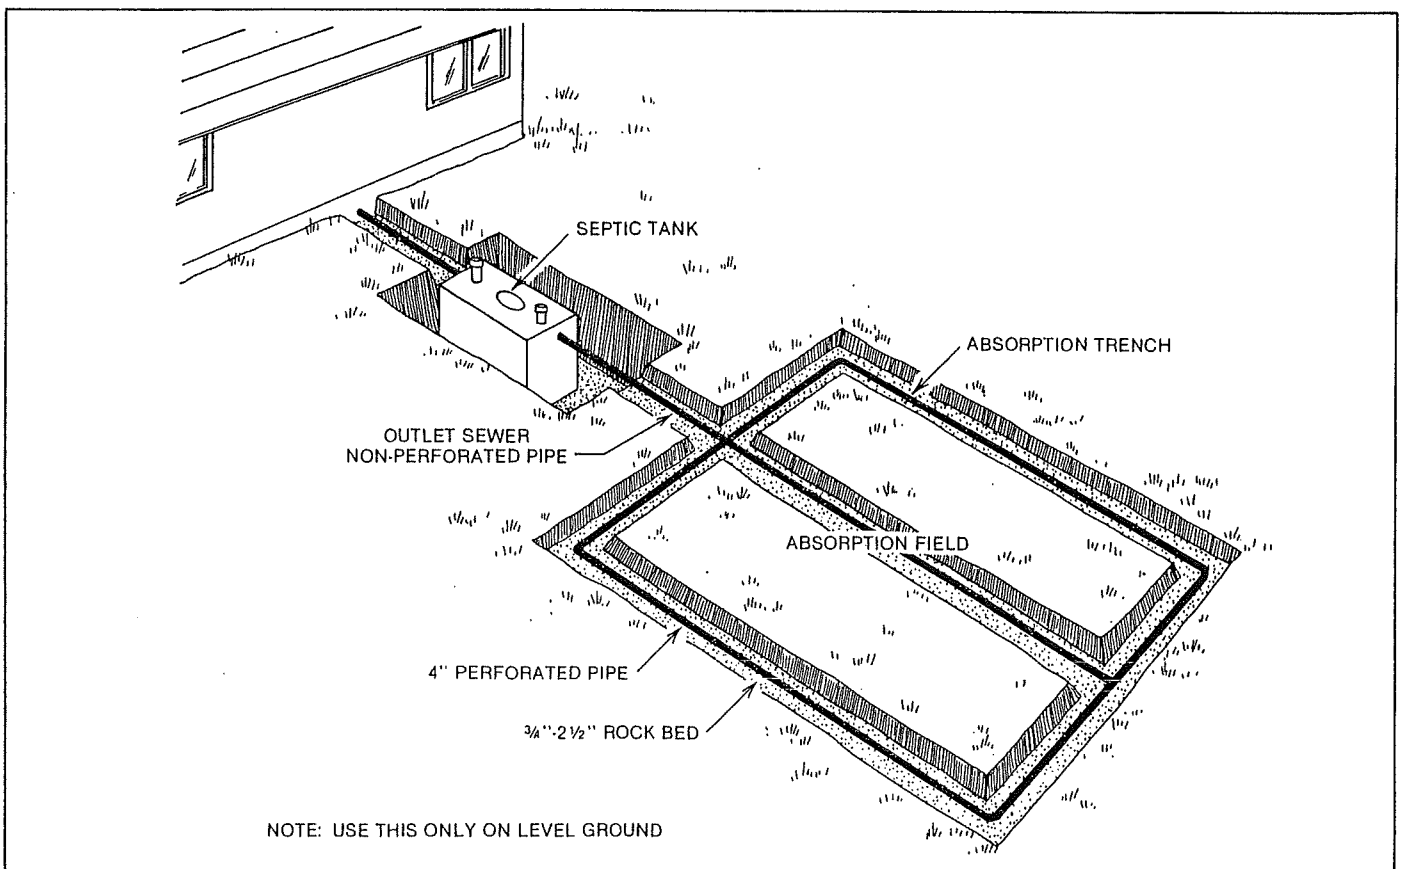 SEPTIC TANK
ABSORPTION TRENCH
OUTLET SEWER
NON-PERFORATED PIPE
ABSORPTION FIELD
4" PERFORATED PIPE
¾"-2½" ROCK BED
NOTE: USE THIS ONLY ON LEVEL GROUND